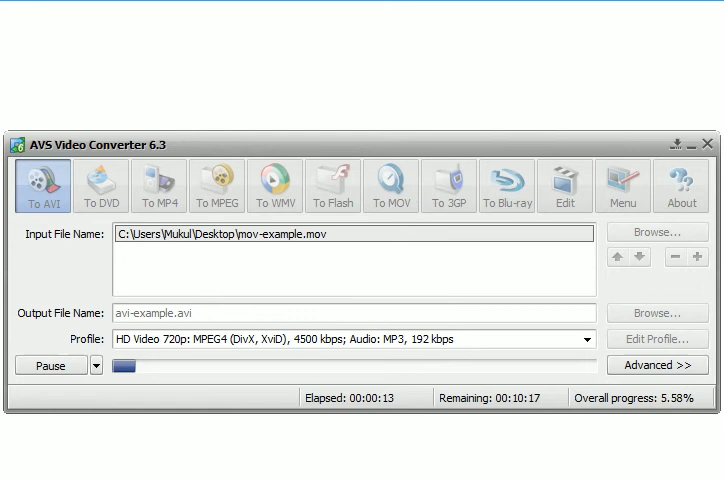 AVS Video Converter 6.3
To AVI To DVD To MP4 To MPEG To WMV To Flash To MOV To 3GP To Blu-ray Edit Menu About
Input File Name: C:\Users\Mukul\Desktop\mov-example.mov Browse...
Output File Name: avi-example.avi Browse...
Profile: HD Video 720p: MPEG4 (DivX, XviD), 4500 kbps; Audio: MP3, 192 kbps Edit Profile...
Pause Advanced >>
Elapsed: 00:00:13 Remaining: 00:10:17 Overall progress: 5.58%